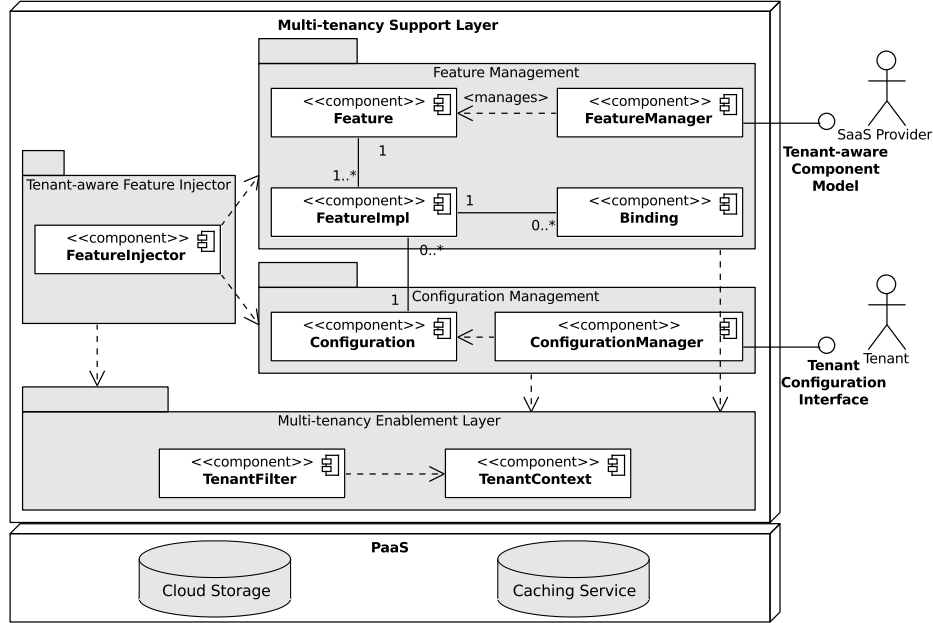 Multi-tenancy Support Layer
Feature Management
<<component>>
Feature
<manages>
<<component>>
FeatureManager
SaaS Provider
Tenant-aware
Component
Model
1
1..*
Tenant-aware Feature Injector
<<component>>
FeatureInjector
<<component>>
FeatureImpl
1
0..*
<<component>>
Binding
0..*
1
Configuration Management
<<component>>
Configuration
<<component>>
ConfigurationManager
Tenant
Tenant
Configuration
Interface
Multi-tenancy Enablement Layer
<<component>>
TenantFilter
<<component>>
TenantContext
PaaS
Cloud Storage
Caching Service